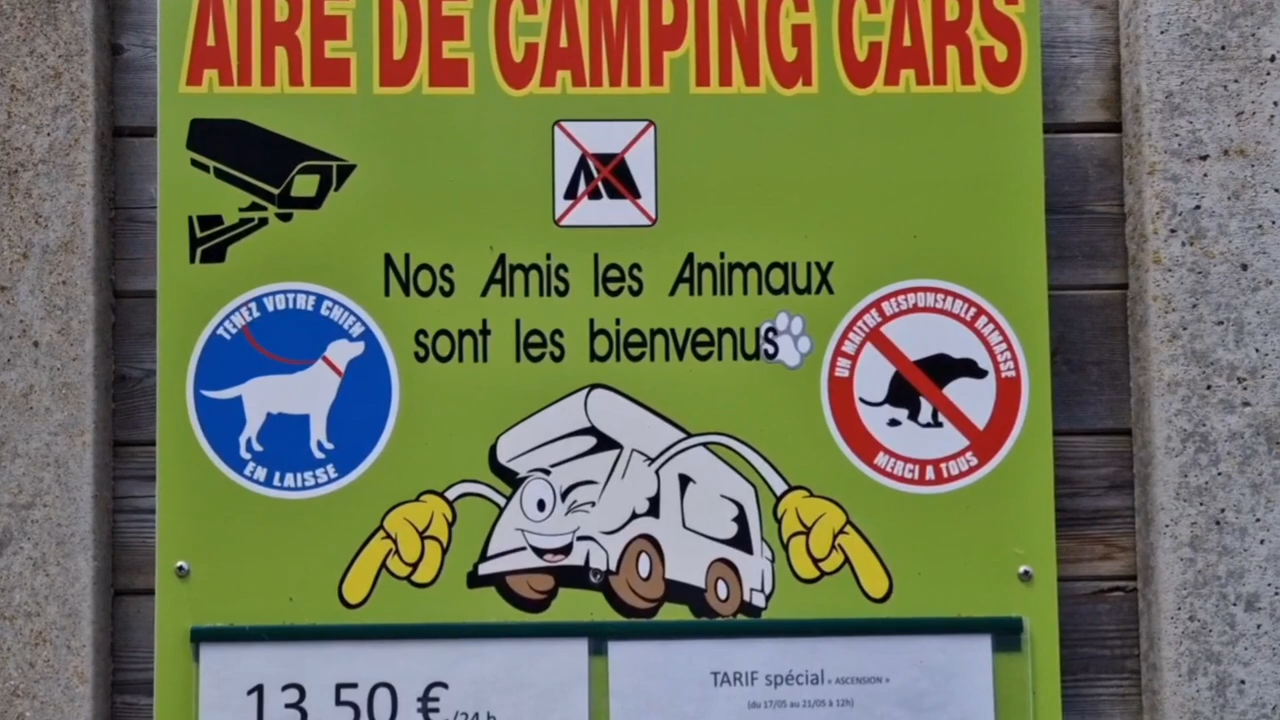 AIRE DE CAMPING CARS
Nos Amis les Animaux
sont les bienvenus
TENEZ VOTRE CHIEN
EN LAISSE
UN MAITRE RESPONSABLE RAMASSE
MERCI A TOUS
13,50 €/24 h
TARIF spécial « ASCENSION »
(du 17/05 au 21/05 à 12h)